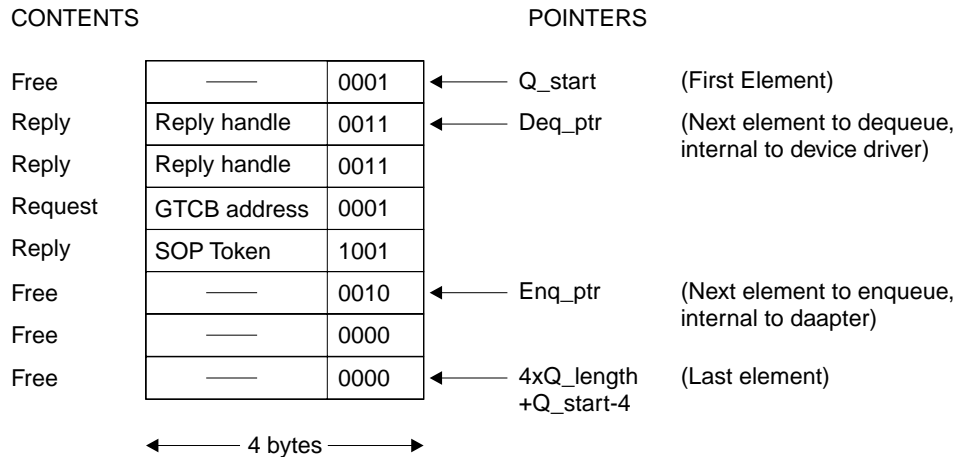 CONTENTS POINTERS
Free —— 0001 Q_start (First Element)
Reply Reply handle 0011 Deq_ptr (Next element to dequeue,
internal to device driver)
Reply Reply handle 0011
Request GTCB address 0001
Reply SOP Token 1001
Free —— 0010 Enq_ptr (Next element to enqueue,
internal to daapter)
Free —— 0000
Free —— 0000 4xQ_length (Last element)
+Q_start-4
4 bytes